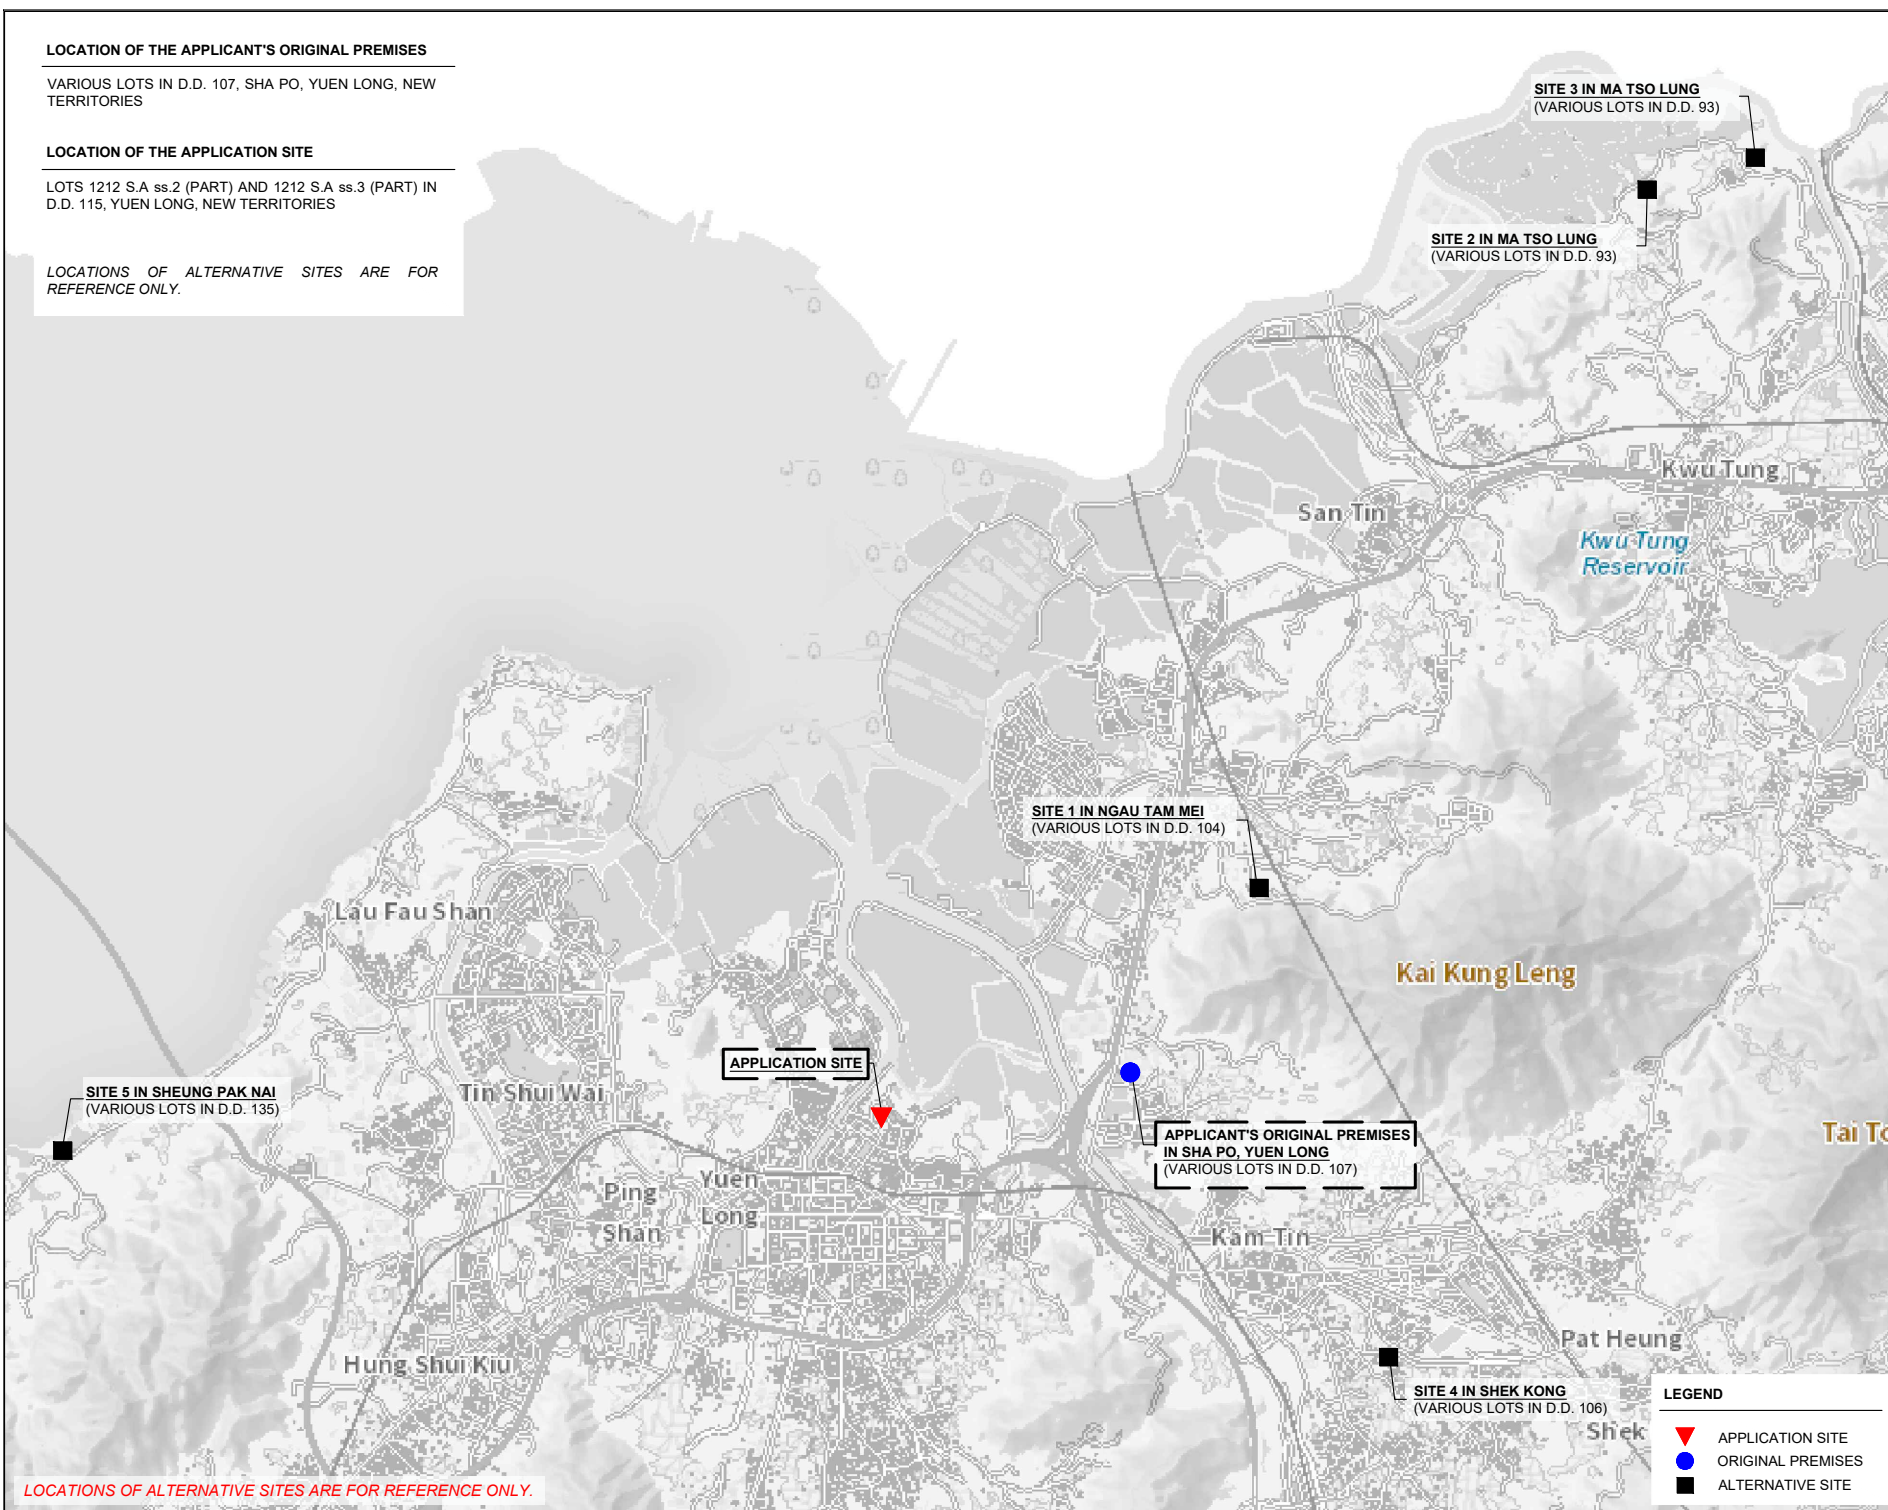 LOCATION OF THE APPLICANT'S ORIGINAL PREMISES
VARIOUS LOTS IN D.D. 107, SHA PO, YUEN LONG, NEW
TERRITORIES
LOCATION OF THE APPLICATION SITE
LOTS 1212 S.A ss.2 (PART) AND 1212 S.A ss.3 (PART) IN
D.D. 115, YUEN LONG, NEW TERRITORIES
LOCATIONS OF ALTERNATIVE SITES ARE FOR
REFERENCE ONLY.
SITE 3 IN MA TSO LUNG
(VARIOUS LOTS IN D.D. 93)
SITE 2 IN MA TSO LUNG
(VARIOUS LOTS IN D.D. 93)
Kwu Tung
San Tin
Kwu Tung
Reservoir
SITE 1 IN NGAU TAM MEI
(VARIOUS LOTS IN D.D. 104)
Lau Fau Shan
Kai Kung Leng
APPLICATION SITE
SITE 5 IN SHEUNG PAK NAI
(VARIOUS LOTS IN D.D. 135)
Tin Shui Wai
APPLICANT'S ORIGINAL PREMISES
IN SHA PO, YUEN LONG
(VARIOUS LOTS IN D.D. 107)
Tai To
Ping
Shan
Yuen
Long
Kam Tin
Pat Heung
Hung Shui Kiu
SITE 4 IN SHEK KONG
(VARIOUS LOTS IN D.D. 106)
Shek
LEGEND
APPLICATION SITE
ORIGINAL PREMISES
ALTERNATIVE SITE
LOCATIONS OF ALTERNATIVE SITES ARE FOR REFERENCE ONLY.